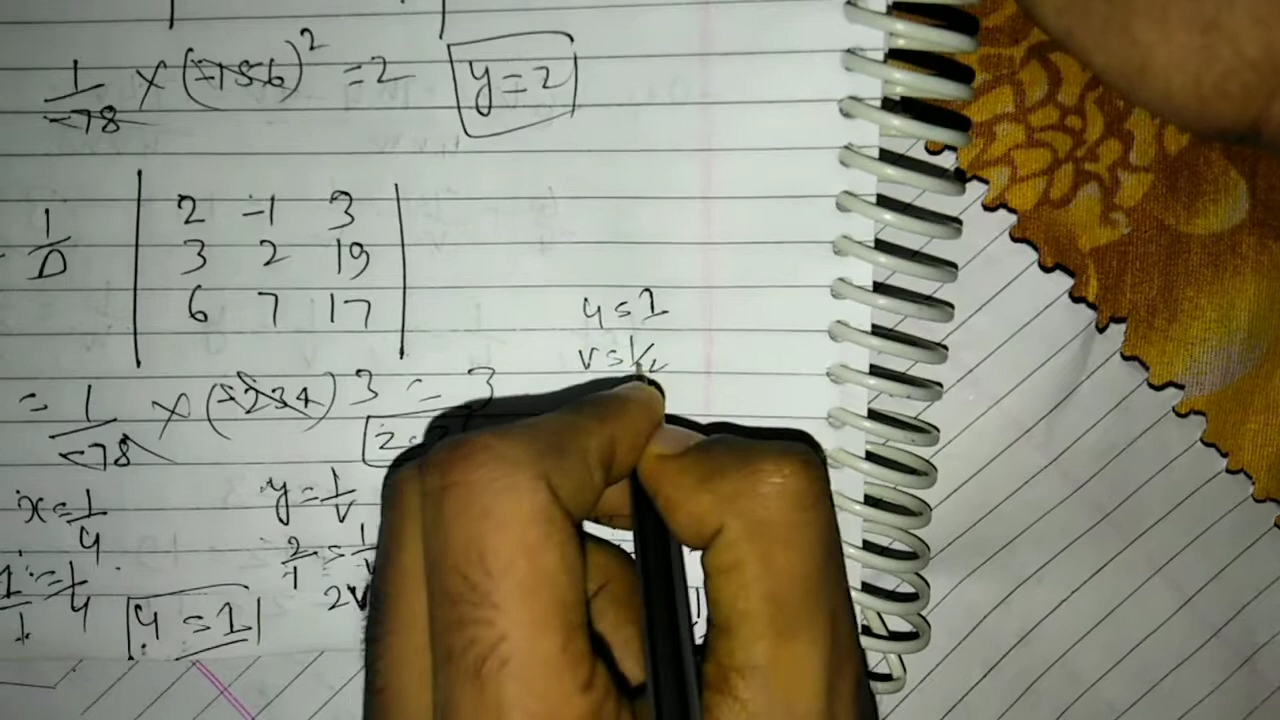 1/-78 × (-156)² = 2 y = 2
1/D | 2 -1 3 |
| 3 2 19 |
| 6 7 17 |
u = 1
v = 1/2
= 1/-78 × (-234) 3 = 3
z =
x = 1/u y = 1/v
1/1 = 1/u 2/1 = 1/v
u = 1 2v